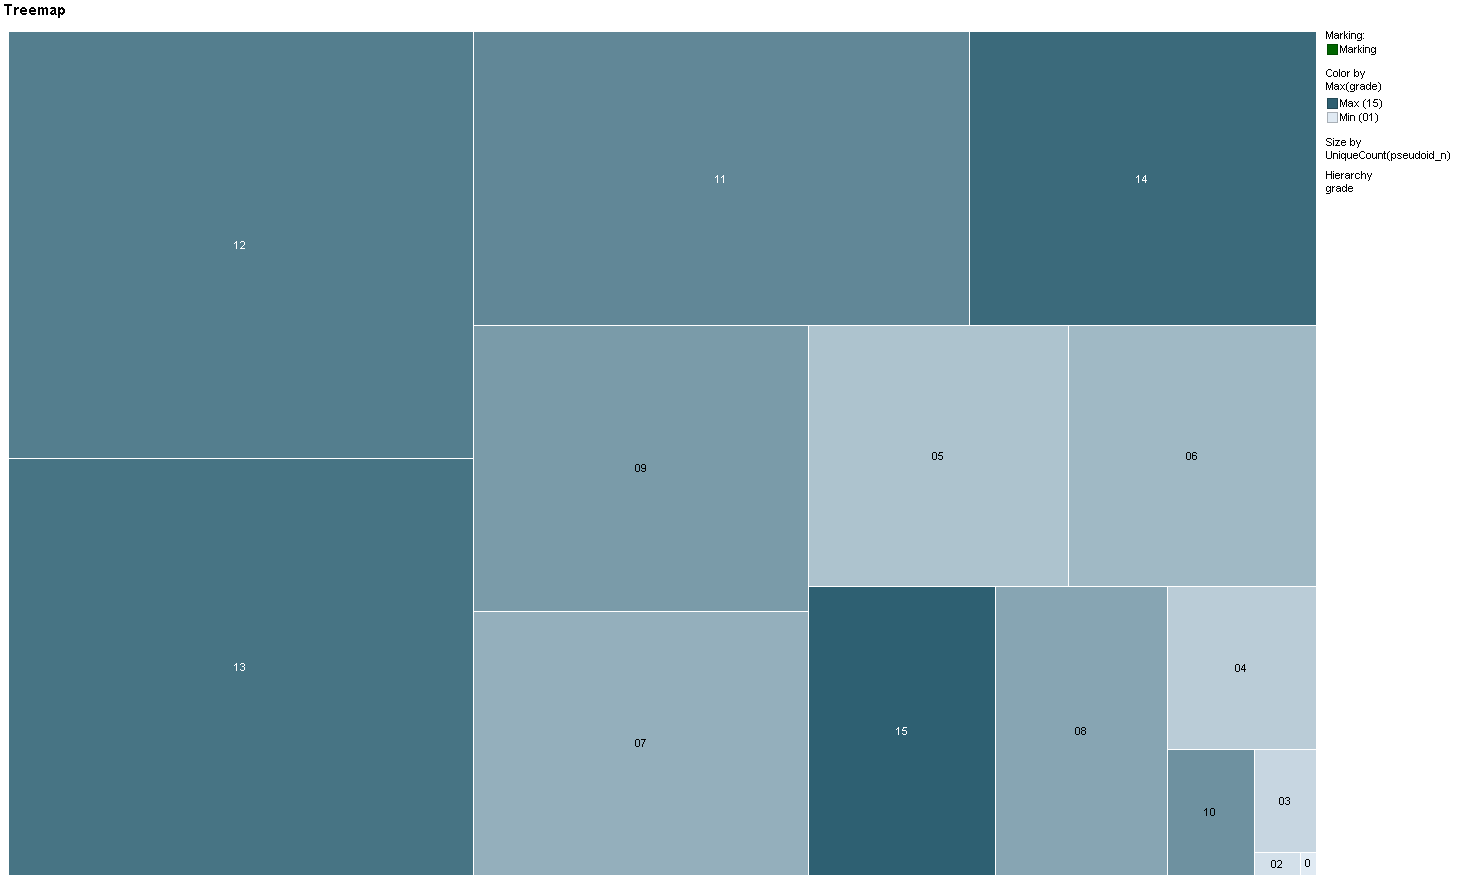 Treemap
Marking:
Marking
Color by
Max(grade)
Max (15)
Min (01)
Size by
UniqueCount(pseudoid_n)
Hierarchy
grade
12
11
14
09
05
06
13
07
15
08
04
10
03
02
0